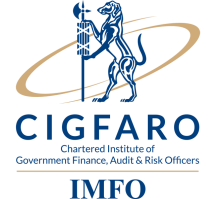 CIGFARO
Chartered Institute of
Government Finance, Audit & Risk Officers
IMFO